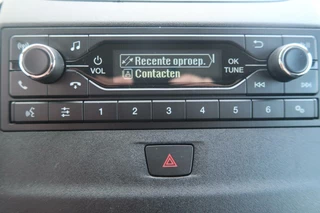 Recente oproep.
Contacten
VOL
OK
TUNE
1 2 3 4 5 6